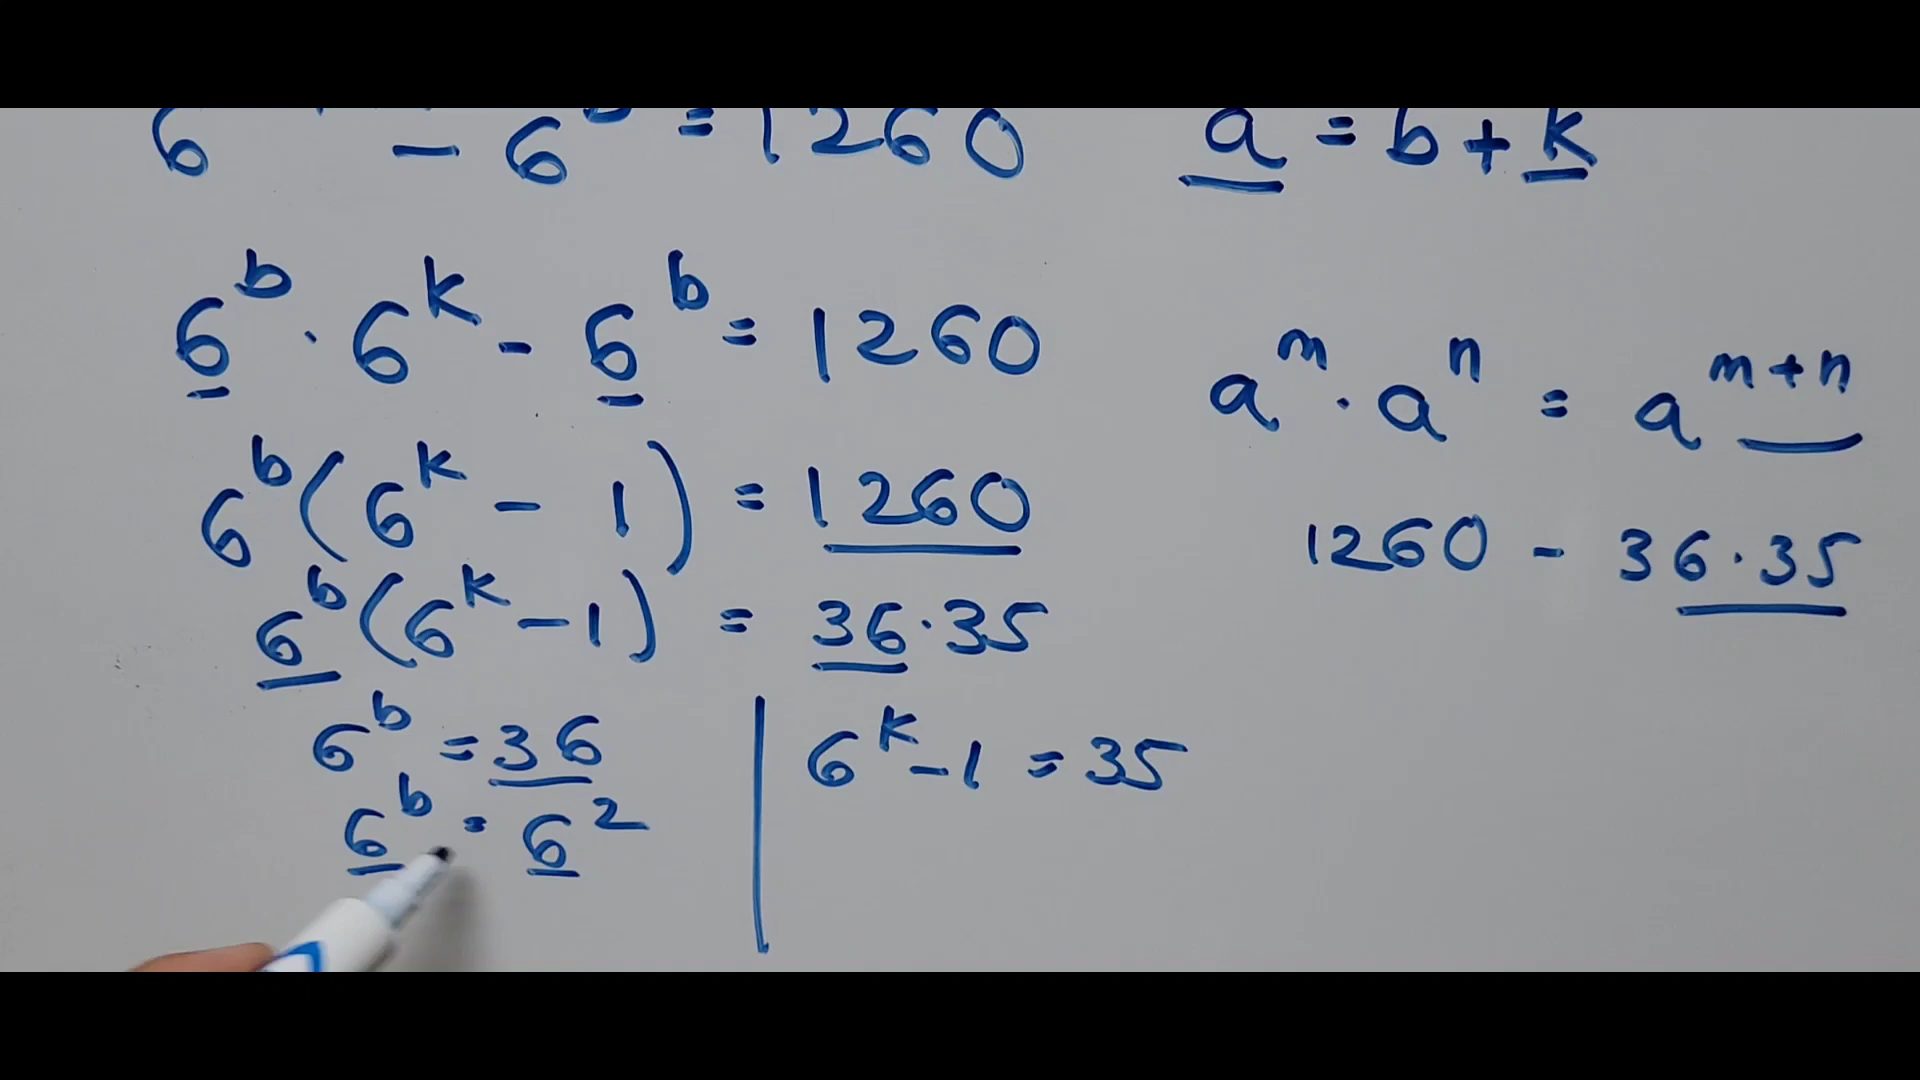 6 - 6 = 1260
a = b + k
6^b · 6^k - 6^b = 1260
a^m · a^n = a^{m+n}
6^b (6^k - 1) = 1260
1260 - 36·35
6^b (6^k - 1) = 36·35
6^b = 36
6^k - 1 = 35
6^b = 6^2